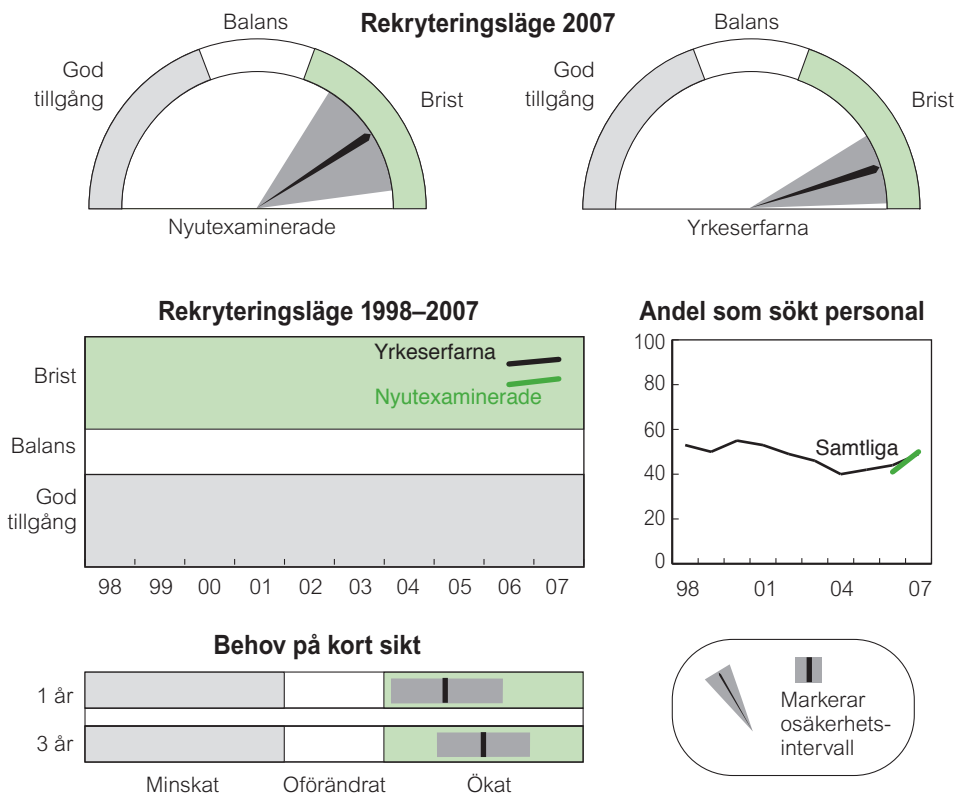 Rekryteringsläge 2007
Balans
God
tillgång
Brist
Nyutexaminerade
Balans
God
tillgång
Brist
Yrkeserfarna
Rekryteringsläge 1998–2007
Brist
Balans
God
tillgång
Yrkeserfarna
Nyutexaminerade
98 99 00 01 02 03 04 05 06 07
Andel som sökt personal
100
80
60
40
20
0
Samtliga
98 01 04 07
Behov på kort sikt
1 år
3 år
Minskat Oförändrat Ökat
Markerar
osäkerhets-
intervall